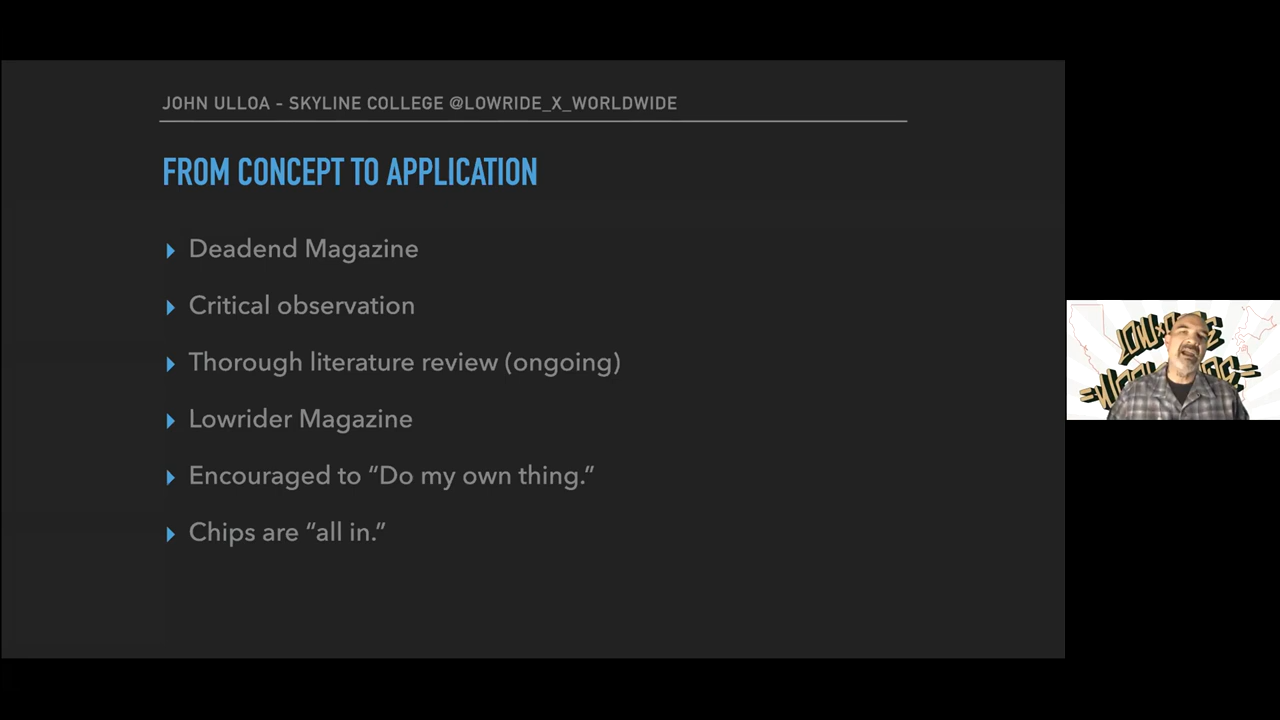 JOHN ULLOA - SKYLINE COLLEGE @LOWRIDE_X_WORLDWIDE
FROM CONCEPT TO APPLICATION
Deadend Magazine
Critical observation
Thorough literature review (ongoing)
Lowrider Magazine
Encouraged to “Do my own thing.”
Chips are “all in.”